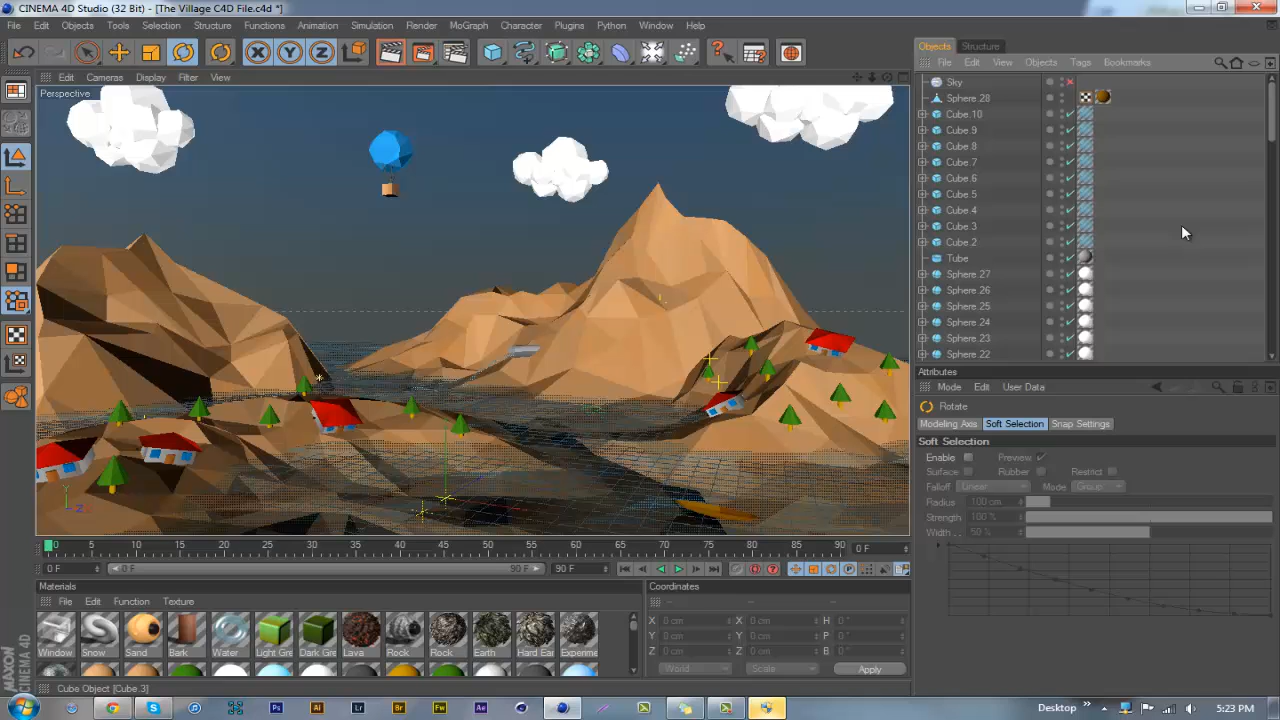 CINEMA 4D Studio (32 Bit) - [The Village C4D File.c4d *]
File Edit Objects Tools Selection Structure Functions Animation Simulation Render MoGraph Character Plugins Python Window Help
Objects Structure
Edit Cameras Display Filter View
File Edit View Objects Tags Bookmarks
Perspective
Sky
Sphere.28
Cube.10
Cube.9
Cube.8
Cube.7
Cube.6
Cube.5
Cube.4
Cube.3
Cube.2
Tube
Sphere.27
Sphere.26
Sphere.25
Sphere.24
Sphere.23
Sphere.22
Attributes
Mode Edit User Data
Rotate
Modeling Axis Soft Selection Snap Settings
Soft Selection
Enable Preview
Surface Rubber Restrict
Falloff Linear Mode Group
Radius 100 cm
Strength 100 %
Width . . 50 %
Y
Z
0 5 10 15 20 25 30 35 40 45 50 55 60 65 70 75 80 85 90 0 F
0 F 0 F 90 F 90 F
Materials
File Edit Function Texture
Window Snow Sand Bark Water Light Gre Dark Gre Lava Rock Rock Earth Hard Ear Experime
Coordinates
X 0 cm X 0 cm H 0 °
Y 0 cm Y 0 cm P 0 °
Z 0 cm Z 0 cm B 0 °
World Scale Apply
MAXON
CINEMA 4D
Cube Object [Cube.3]
Ps Ai Lr Br Fw Ae
Desktop
5:23 PM